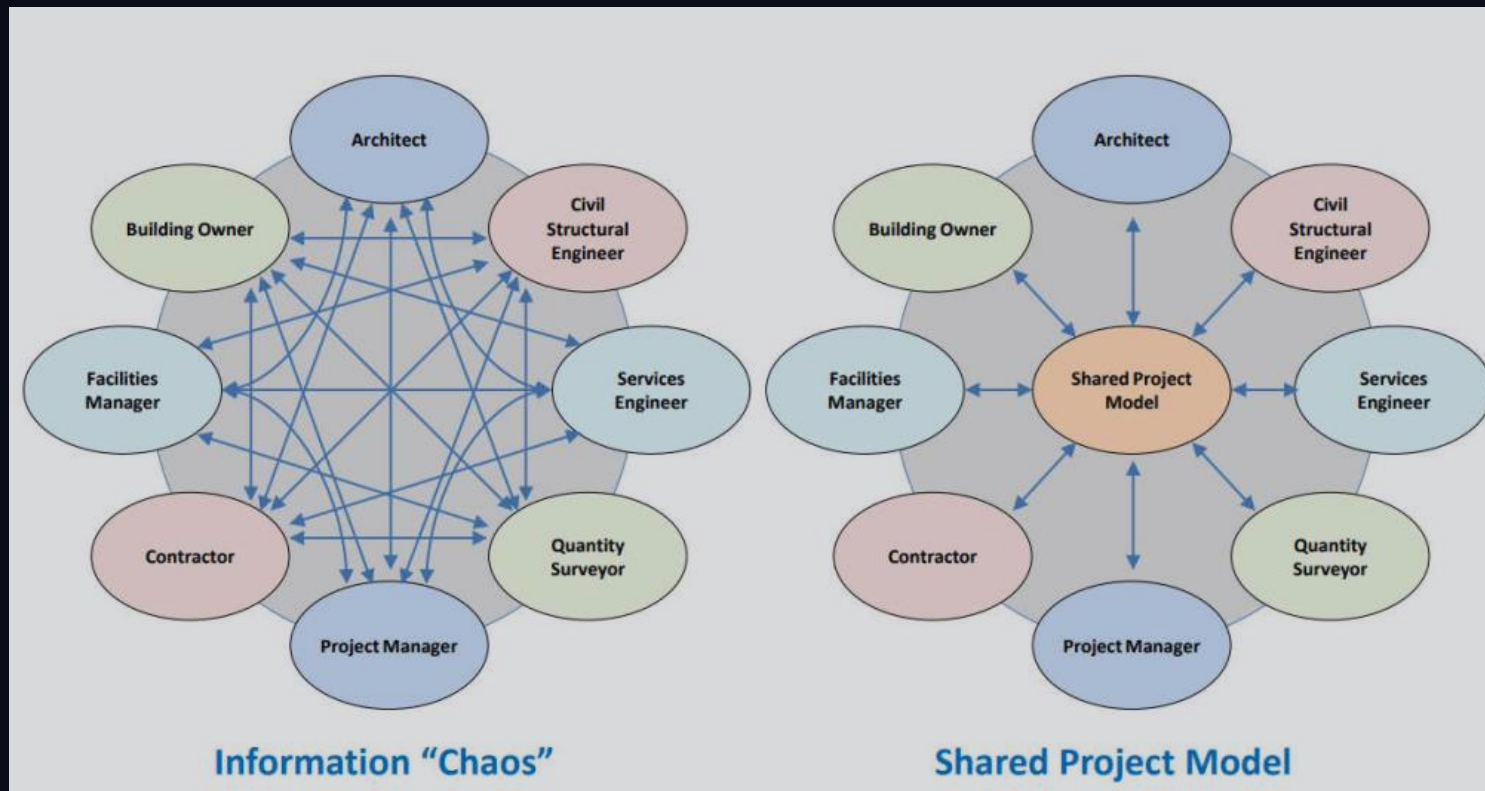 Architect
Building Owner
Civil
Structural
Engineer
Facilities
Manager
Services
Engineer
Contractor
Quantity
Surveyor
Project Manager
Information “Chaos”
Architect
Building Owner
Civil
Structural
Engineer
Facilities
Manager
Shared Project
Model
Services
Engineer
Contractor
Quantity
Surveyor
Project Manager
Shared Project Model